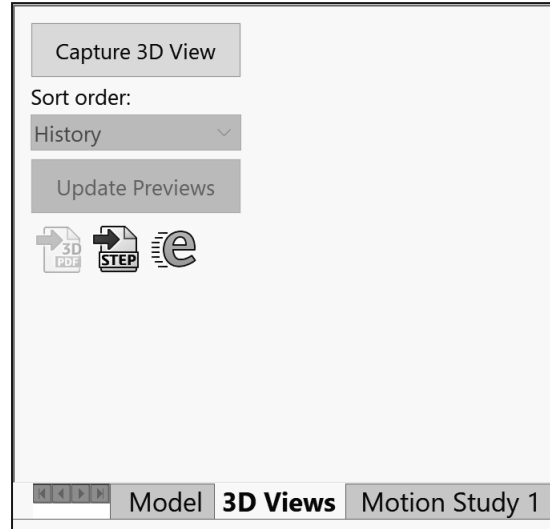 Capture 3D View
Sort order:
History
Update Previews
3D PDF STEP e
Model 3D Views Motion Study 1